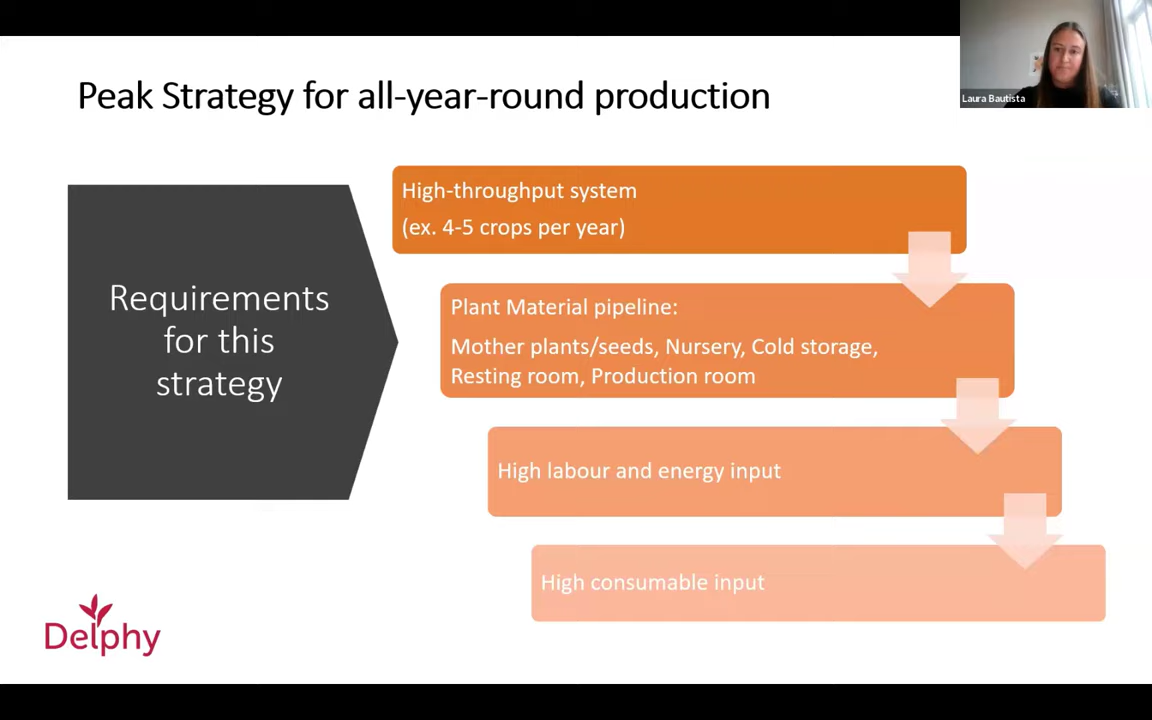 Peak Strategy for all-year-round production
Laura Bautista
Requirements
for this
strategy
High-throughput system
(ex. 4-5 crops per year)
Plant Material pipeline:
Mother plants/seeds, Nursery, Cold storage,
Resting room, Production room
High labour and energy input
High consumable input
Delphy